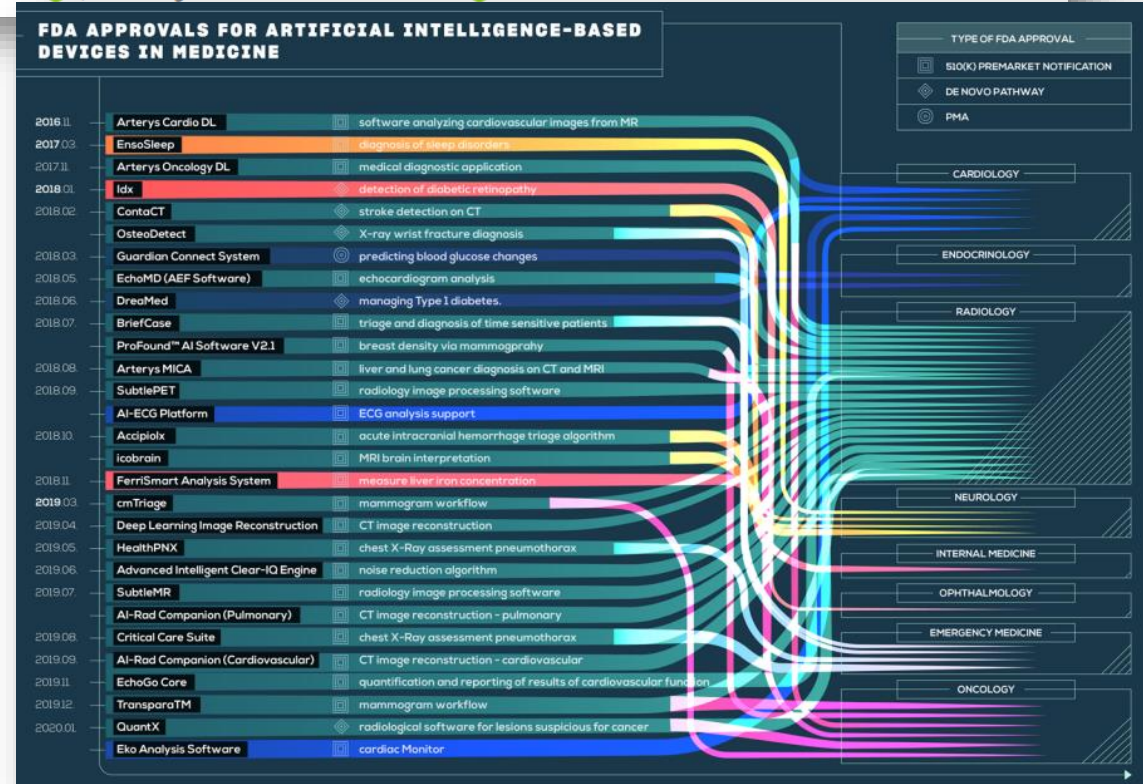 FDA APPROVALS FOR ARTIFICIAL INTELLIGENCE-BASED
DEVICES IN MEDICINE
TYPE OF FDA APPROVAL
510(K) PREMARKET NOTIFICATION
DE NOVO PATHWAY
PMA
2016.11. Arterys Cardio DL software analyzing cardiovascular images from MR
2017.03. EnsoSleep diagnosis of sleep disorders
2017.11. Arterys Oncology DL medical diagnostic application
2018.01. Idx detection of diabetic retinopathy
2018.02. ContaCT stroke detection on CT
OsteoDetect X-ray wrist fracture diagnosis
2018.03. Guardian Connect System predicting blood glucose changes
2018.05. EchoMD (AEF Software) echocardiogram analysis
2018.06. DreaMed managing Type 1 diabetes.
2018.07. BriefCase triage and diagnosis of time sensitive patients
ProFound™ AI Software V2.1 breast density via mammogprahy
2018.08. Arterys MICA liver and lung cancer diagnosis on CT and MRI
2018.09. SubtlePET radiology image processing software
AI-ECG Platform ECG analysis support
2018.10. Accipiolx acute intracranial hemorrhage triage algorithm
icobrain MRI brain interpretation
2018.11. FerriSmart Analysis System measure liver iron concentration
2019.03. cmTriage mammogram workflow
2019.04. Deep Learning Image Reconstruction CT image reconstruction
2019.05. HealthPNX chest X-Ray assessment pneumothorax
2019.06. Advanced Intelligent Clear-IQ Engine noise reduction algorithm
2019.07. SubtleMR radiology image processing software
AI-Rad Companion (Pulmonary) CT image reconstruction - pulmonary
2019.08. Critical Care Suite chest X-Ray assessment pneumothorax
2019.09. AI-Rad Companion (Cardiovascular) CT image reconstruction - cardiovascular
2019.11. EchoGo Core quantification and reporting of results of cardiovascular function
2019.12. TransparaTM mammogram workflow
2020.01. QuantX radiological software for lesions suspicious for cancer
Eko Analysis Software cardiac Monitor
CARDIOLOGY
ENDOCRINOLOGY
RADIOLOGY
NEUROLOGY
INTERNAL MEDICINE
OPHTHALMOLOGY
EMERGENCY MEDICINE
ONCOLOGY